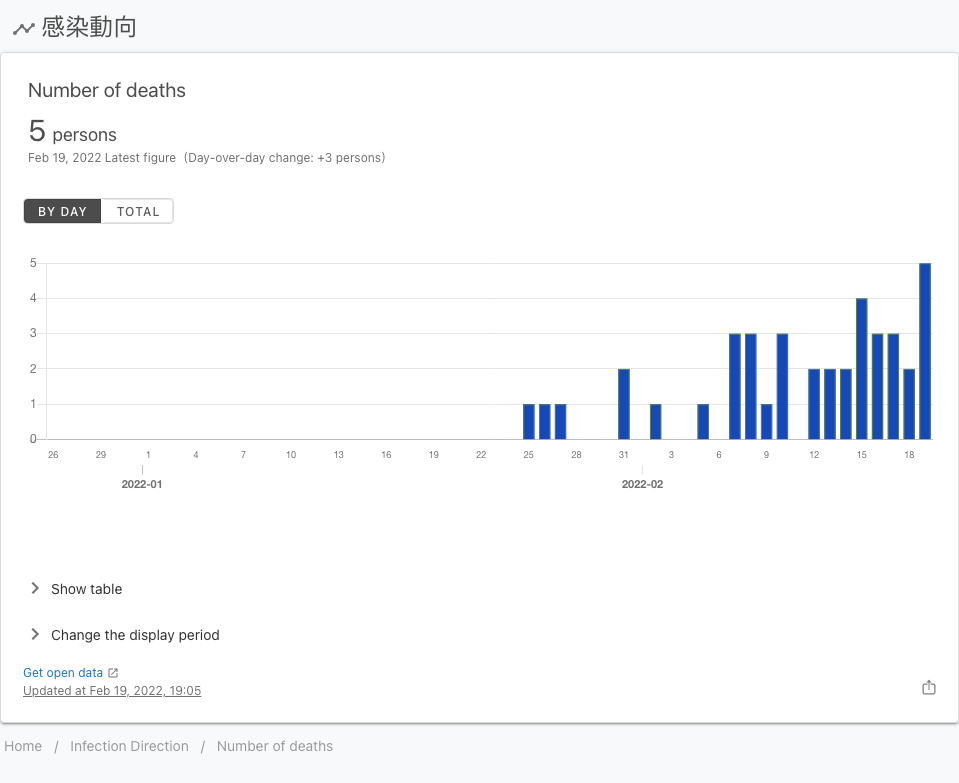 感染動向
Number of deaths
5 persons
Feb 19, 2022 Latest figure (Day-over-day change: +3 persons)
BY DAY TOTAL
5
4
3
2
1
0
26 29 1 4 7 10 13 16 19 22 25 28 31 3 6 9 12 15 18
2022-01 2022-02
Show table
Change the display period
Get open data
Updated at Feb 19, 2022, 19:05
Home / Infection Direction / Number of deaths